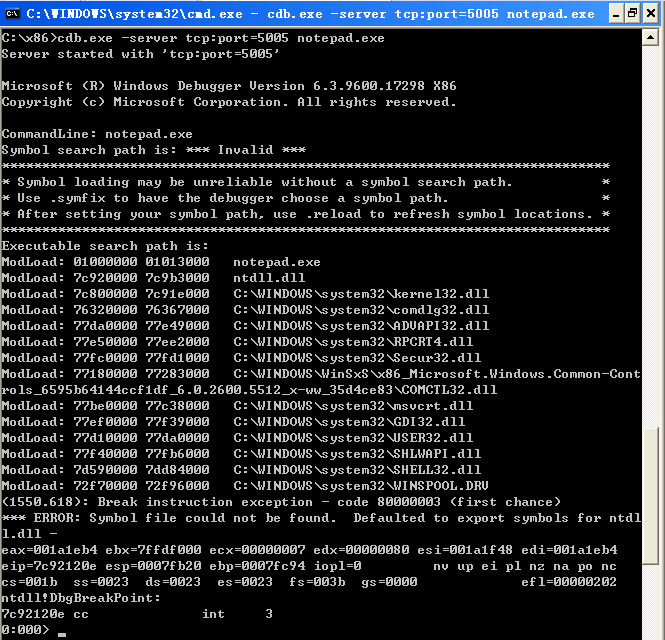 C:\WINDOWS\system32\cmd.exe - cdb.exe -server tcp:port=5005 notepad.exe
C:\x86>cdb.exe -server tcp:port=5005 notepad.exe
Server started with 'tcp:port=5005'
Microsoft (R) Windows Debugger Version 6.3.9600.17298 X86
Copyright (c) Microsoft Corporation. All rights reserved.
CommandLine: notepad.exe
Symbol search path is: *** Invalid ***
****************************************************************************
* Symbol loading may be unreliable without a symbol search path.           *
* Use .symfix to have the debugger choose a symbol path.                   *
* After setting your symbol path, use .reload to refresh symbol locations. *
****************************************************************************
Executable search path is:
ModLoad: 01000000 01013000   notepad.exe
ModLoad: 7c920000 7c9b3000   ntdll.dll
ModLoad: 7c800000 7c91e000   C:\WINDOWS\system32\kernel32.dll
ModLoad: 76320000 76367000   C:\WINDOWS\system32\comdlg32.dll
ModLoad: 77da0000 77e49000   C:\WINDOWS\system32\ADVAPI32.dll
ModLoad: 77e50000 77ee2000   C:\WINDOWS\system32\RPCRT4.dll
ModLoad: 77fc0000 77fd1000   C:\WINDOWS\system32\Secur32.dll
ModLoad: 77180000 77283000   C:\WINDOWS\WinSxS\x86_Microsoft.Windows.Common-Cont
rols_6595b64144ccf1df_6.0.2600.5512_x-ww_35d4ce83\COMCTL32.dll
ModLoad: 77be0000 77c38000   C:\WINDOWS\system32\msvcrt.dll
ModLoad: 77ef0000 77f39000   C:\WINDOWS\system32\GDI32.dll
ModLoad: 77d10000 77da0000   C:\WINDOWS\system32\USER32.dll
ModLoad: 77f40000 77fb6000   C:\WINDOWS\system32\SHLWAPI.dll
ModLoad: 7d590000 7dd84000   C:\WINDOWS\system32\SHELL32.dll
ModLoad: 72f70000 72f96000   C:\WINDOWS\system32\WINSPOOL.DRV
(1550.618): Break instruction exception - code 80000003 (first chance)
*** ERROR: Symbol file could not be found.  Defaulted to export symbols for ntdl
l.dll -
eax=001a1eb4 ebx=7ffdf000 ecx=00000007 edx=00000080 esi=001a1f48 edi=001a1eb4
eip=7c92120e esp=0007fb20 ebp=0007fc94 iopl=0         nv up ei pl nz na po nc
cs=001b  ss=0023  ds=0023  es=0023  fs=003b  gs=0000             efl=00000202
ntdll!DbgBreakPoint:
7c92120e cc              int     3
0:000> _